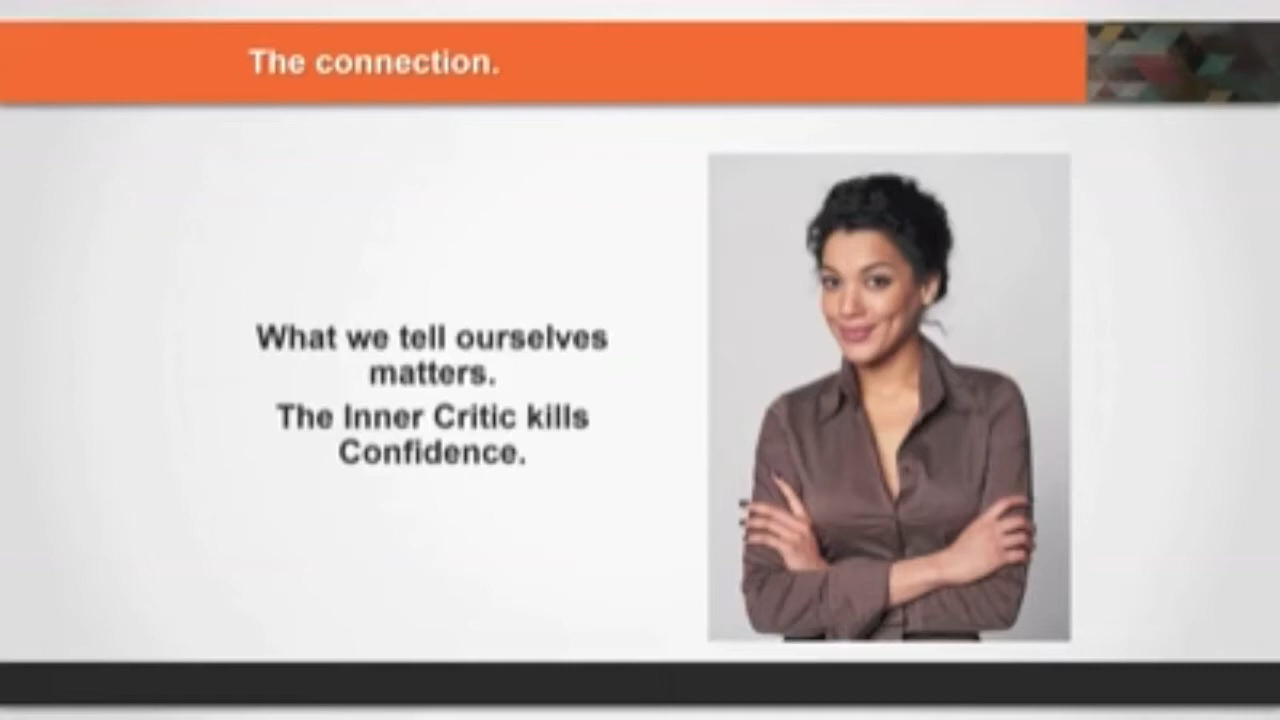 The connection.
What we tell ourselves
matters.
The Inner Critic kills
Confidence.